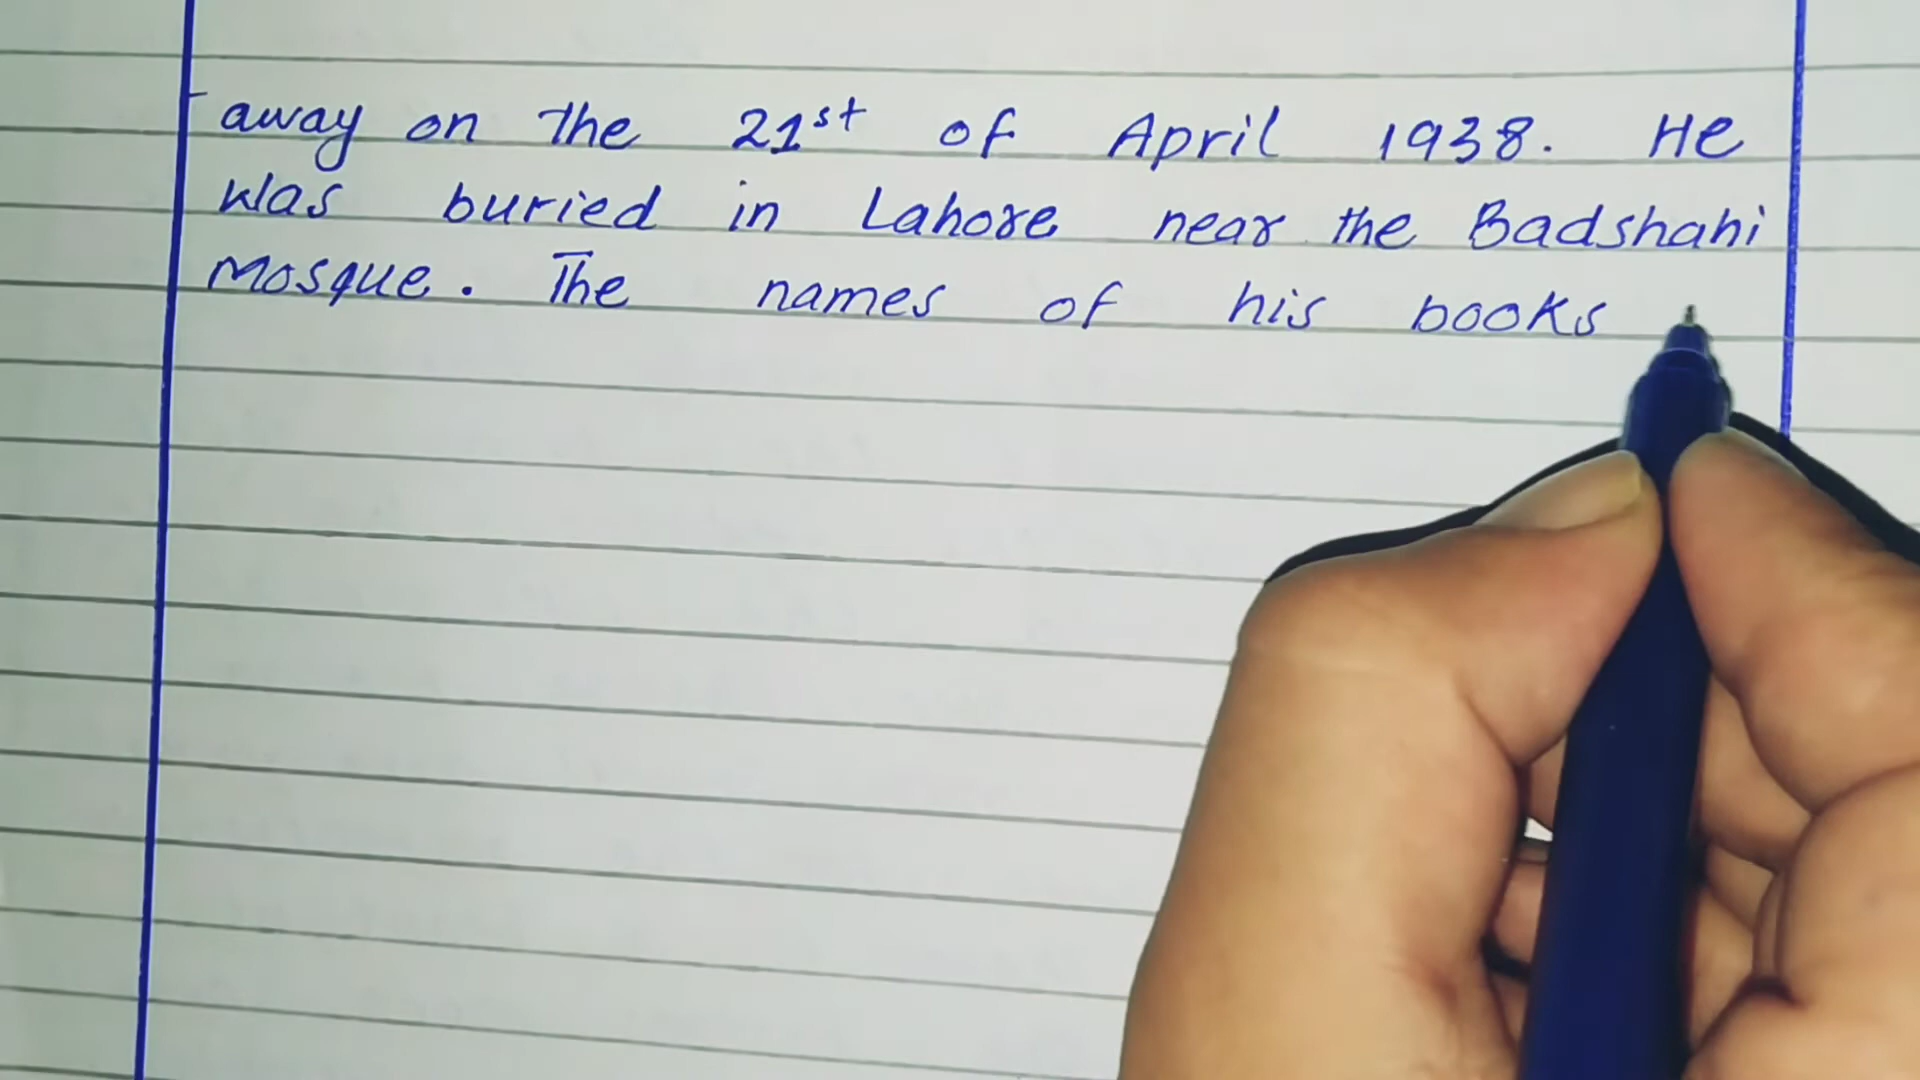 away on the 21st of April 1938. He
was buried in Lahore near the Badshahi
Mosque. The names of his books